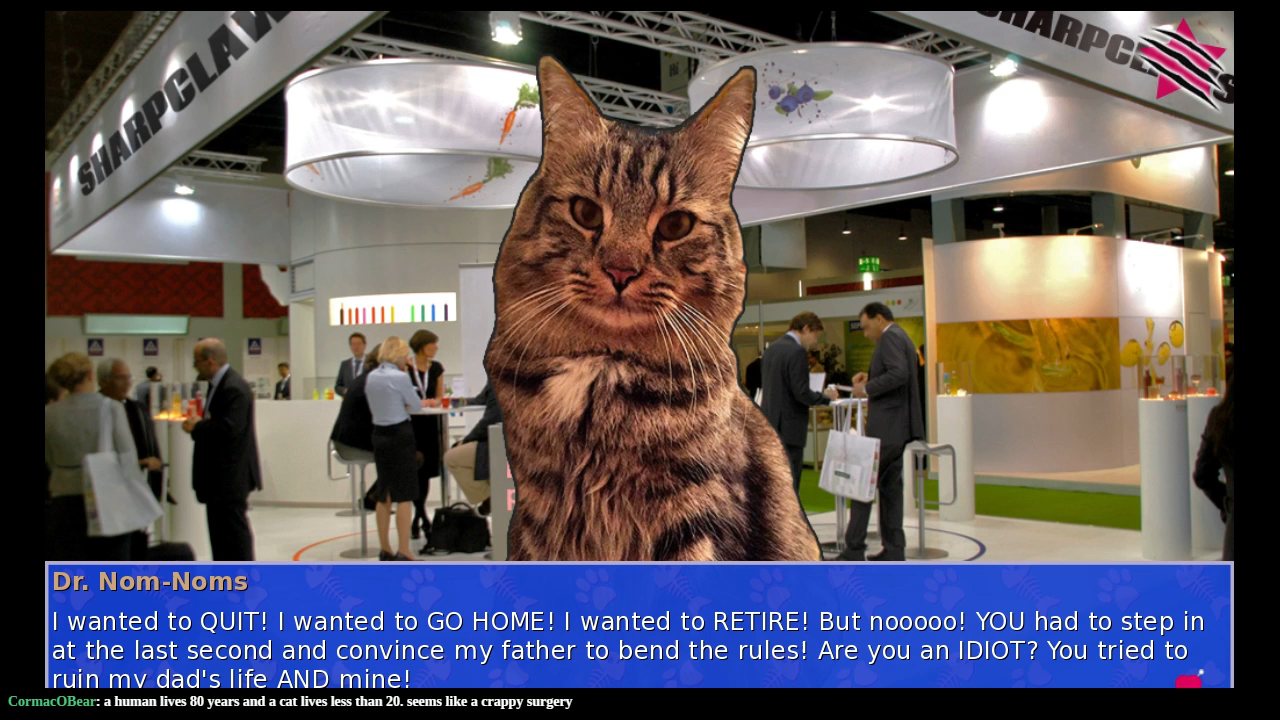 SHARPCLAW
SHARPCL
S
Dr. Nom-Noms
I wanted to QUIT! I wanted to GO HOME! I wanted to RETIRE! But nooooo! YOU had to step in
at the last second and convince my father to bend the rules! Are you an IDIOT? You tried to
ruin my dad's life AND mine!
CormacOBear: a human lives 80 years and a cat lives less than 20. seems like a crappy surgery